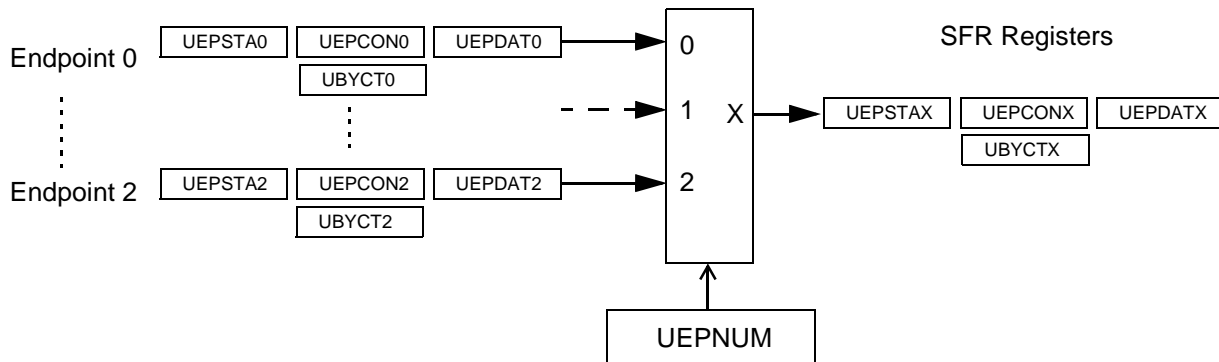 Endpoint 0 UEPSTA0 UEPCON0 UEPDAT0 0 SFR Registers
UBYCT0
1 X UEPSTAX UEPCONX UEPDATX
UBYCTX
Endpoint 2 UEPSTA2 UEPCON2 UEPDAT2 2
UBYCT2
UEPNUM